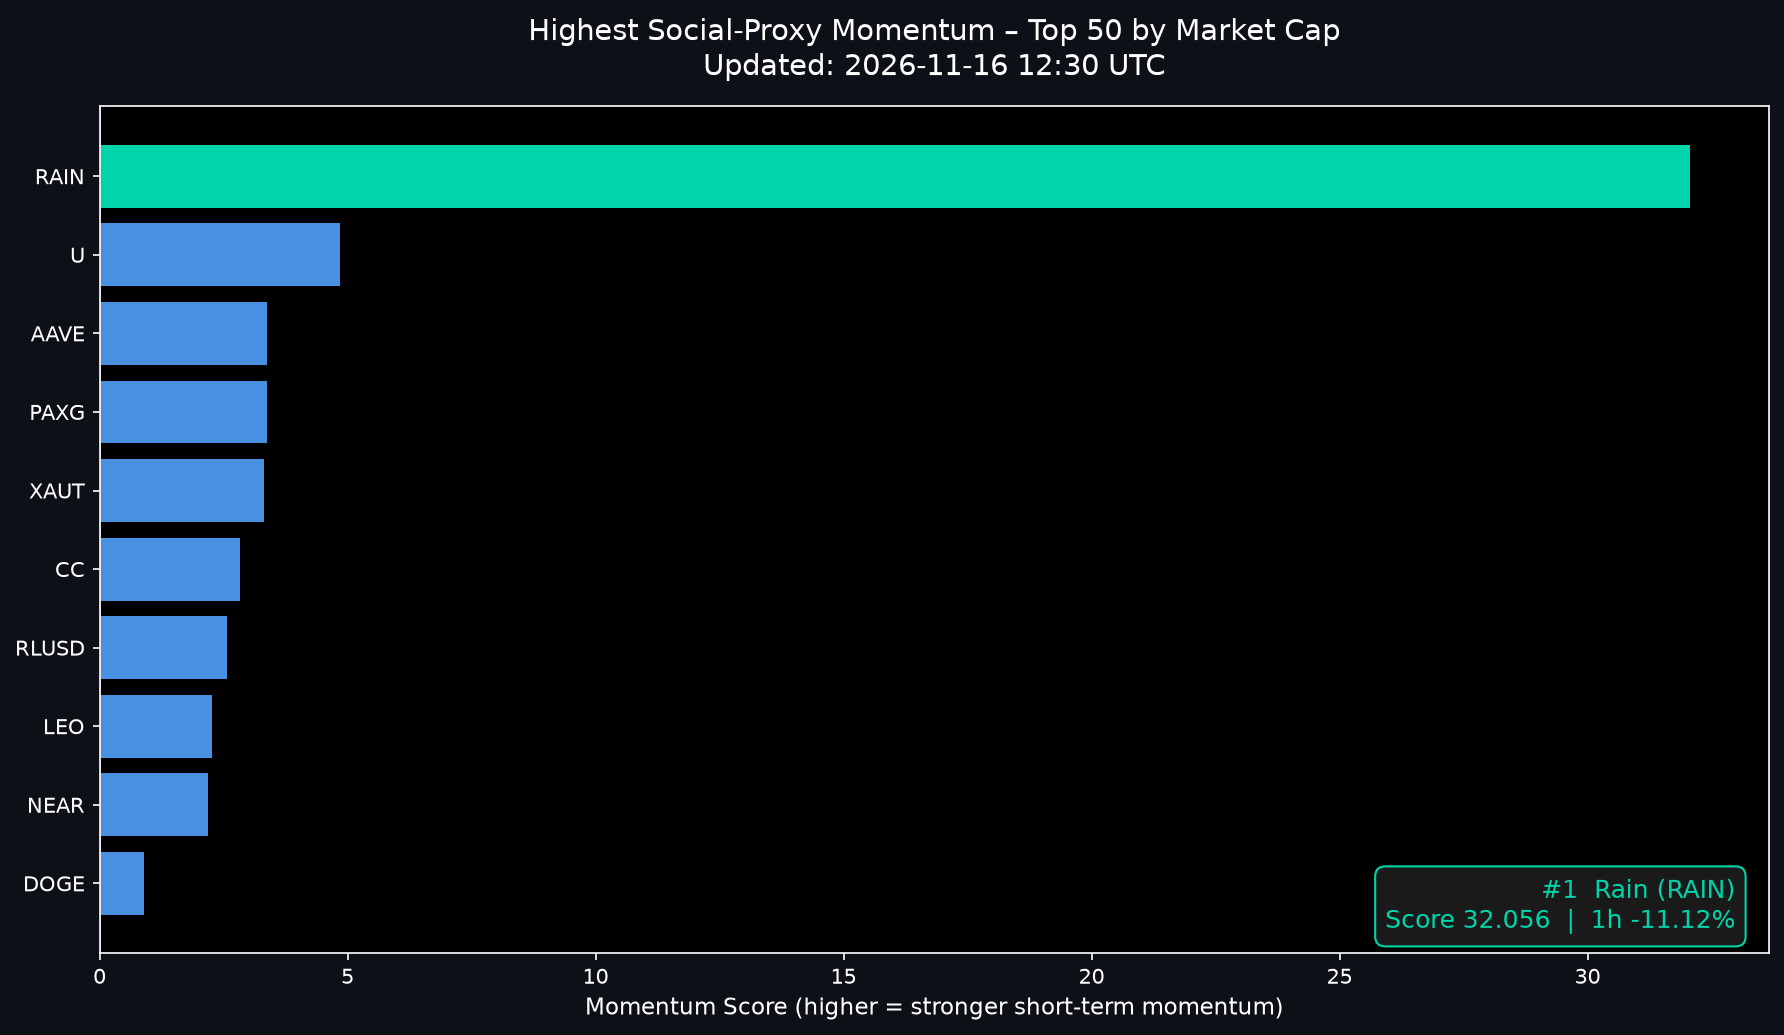 Highest Social-Proxy Momentum – Top 50 by Market Cap
Updated: 2026-11-16 12:30 UTC
RAIN
U
AAVE
PAXG
XAUT
CC
RLUSD
LEO
NEAR
DOGE
#1  Rain (RAIN)
Score 32.056  |  1h -11.12%
0 5 10 15 20 25 30
Momentum Score (higher = stronger short-term momentum)